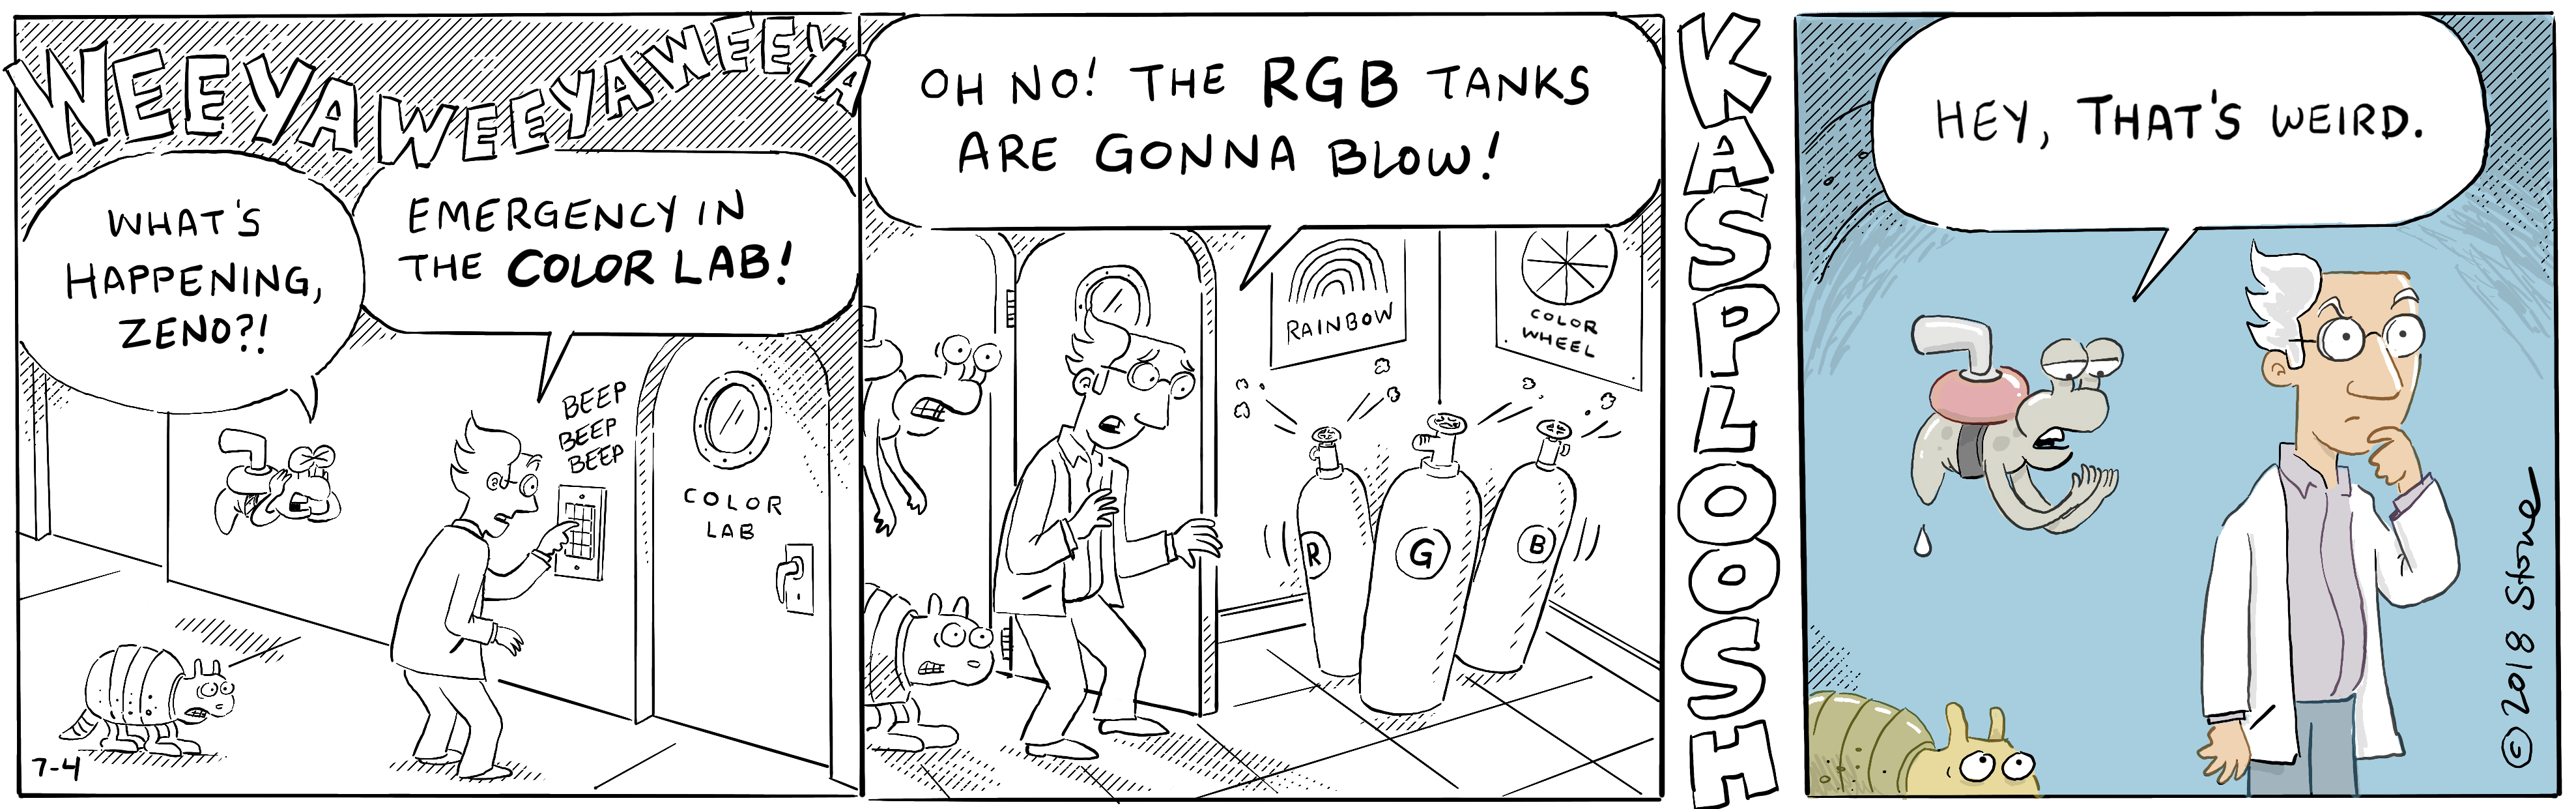 WEEYAWEEYAWEEYA
WHAT'S
HAPPENING,
ZENO?!
EMERGENCY IN
THE COLOR LAB!
BEEP
BEEP
BEEP
COLOR
LAB
7-4
OH NO! THE RGB TANKS
ARE GONNA BLOW!
RAINBOW
COLOR
WHEEL
R
G
B
KASPLOOSH
HEY, THAT'S WEIRD.
© 2018 Stowe